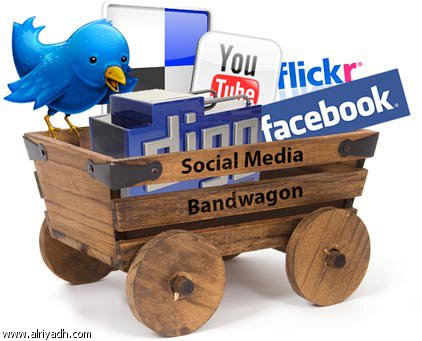 You
Tube
flickr
facebook
digg
Social Media
Bandwagon
www.alriyadh.com